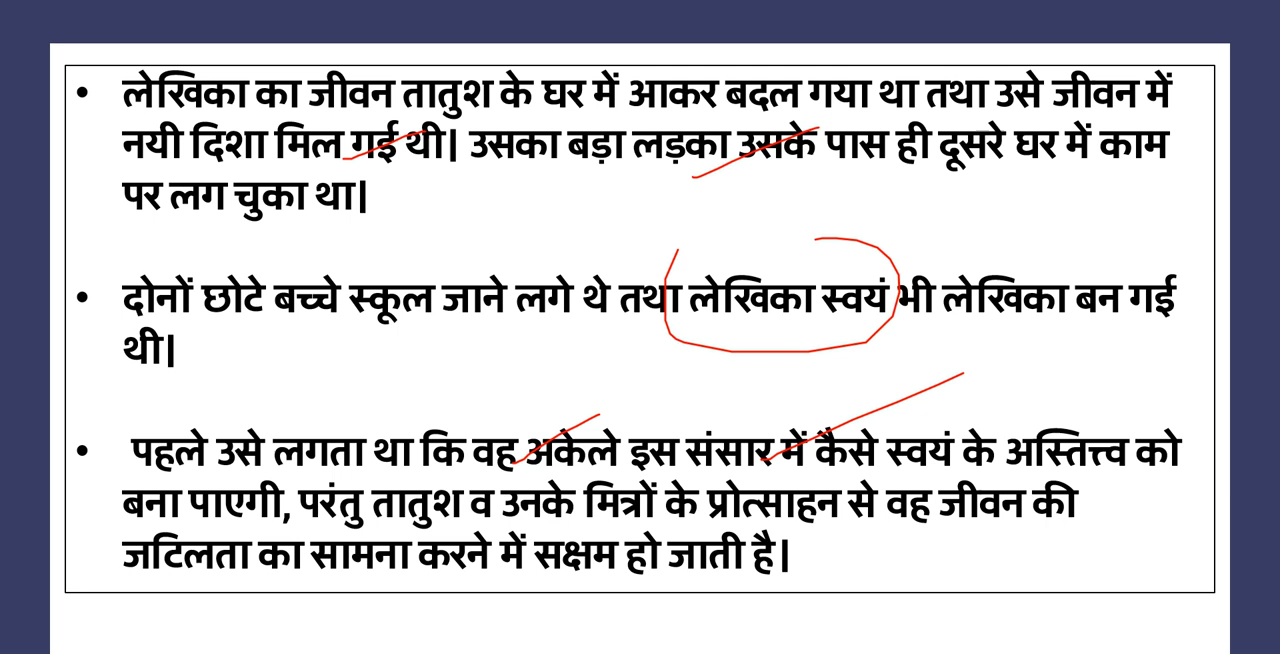 • लेखिका का जीवन तातुश के घर में आकर बदल गया था तथा उसे जीवन में
नयी दिशा मिल गई थी| उसका बड़ा लड़का उसके पास ही दूसरे घर में काम
पर लग चुका था|
• दोनों छोटे बच्चे स्कूल जाने लगे थे तथा लेखिका स्वयं भी लेखिका बन गई
थी|
• पहले उसे लगता था कि वह अकेले इस संसार में कैसे स्वयं के अस्तित्त्व को
बना पाएगी, परंतु तातुश व उनके मित्रों के प्रोत्साहन से वह जीवन की
जटिलता का सामना करने में सक्षम हो जाती है|